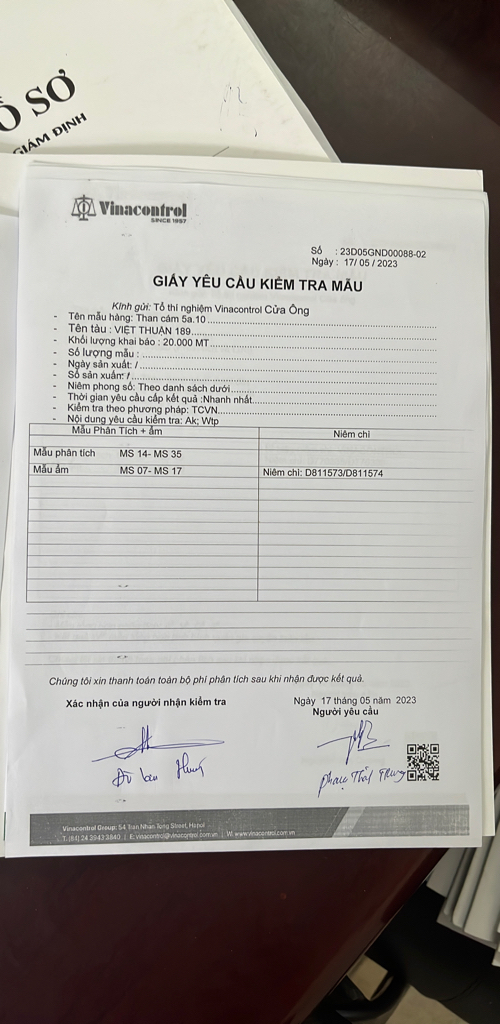 Ồ SƠ
GIÁM ĐỊNH
Vinacontrol
SINCE 1957
Số : 23D05GND00088-02
Ngày : 17/ 05 / 2023
GIẤY YÊU CẦU KIỂM TRA MẪU
Kính gửi: Tổ thí nghiệm Vinacontrol Cửa Ông
- Tên mẫu hàng: Than cám 5a.10
- Tên tàu : VIỆT THUẬN 189
- Khối lượng khai báo : 20.000 MT
- Số lượng mẫu :
- Ngày sản xuất: /
- Số sản xuất: /
- Niêm phong số: Theo danh sách dưới
- Thời gian yêu cầu cấp kết quả :Nhanh nhất
- Kiểm tra theo phương pháp: TCVN
- Nội dung yêu cầu kiểm tra: Ak; Wtp
Mẫu Phân Tích + ẩm Niêm chì
Mẫu phân tích MS 14- MS 35
Mẫu ẩm MS 07- MS 17 Niêm chì: D811573/D811574
Chúng tôi xin thanh toán toàn bộ phí phân tích sau khi nhận được kết quả.
Xác nhận của người nhận kiểm tra
Ngày 17 tháng 05 năm 2023
Người yêu cầu
Vinacontrol Group: 54 Tran Nhan Tong Street, Hanoi
T. (84) 24 3943 3840 | E: vinacontrol@vinacontrol.com.vn | W. www.vinacontrol.com.vn